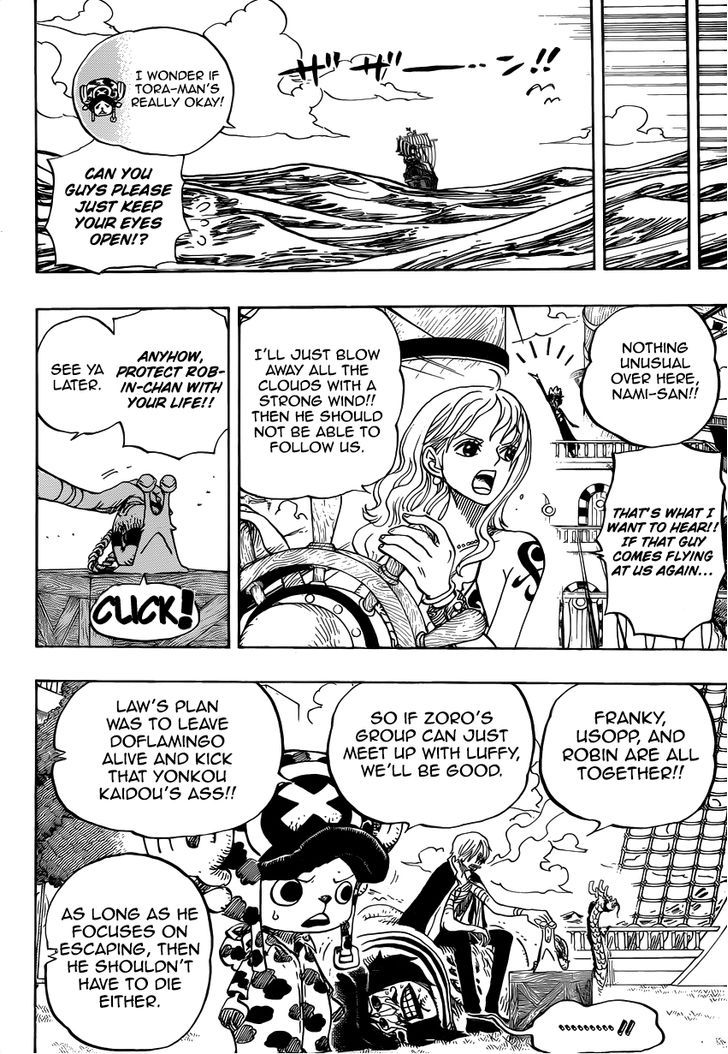 ザザーーン!!
I WONDER IF
TORA-MAN'S
REALLY OKAY!
CAN YOU
GUYS PLEASE
JUST KEEP
YOUR EYES
OPEN!?
NOTHING
UNUSUAL
OVER HERE,
NAMI-SAN!!
THAT'S WHAT I
WANT TO HEAR!!
IF THAT GUY
COMES FLYING
AT US AGAIN...
I'LL JUST BLOW
AWAY ALL THE
CLOUDS WITH A
STRONG WIND!!
THEN HE SHOULD
NOT BE ABLE TO
FOLLOW US.
ANYHOW,
PROTECT ROB-
IN-CHAN WITH
YOUR LIFE!!
SEE YA
LATER.
CLICK!
FRANKY,
USOPP, AND
ROBIN ARE ALL
TOGETHER!!
SO IF ZORO'S
GROUP CAN JUST
MEET UP WITH LUFFY,
WE'LL BE GOOD.
LAW'S PLAN
WAS TO LEAVE
DOFLAMINGO
ALIVE AND KICK
THAT YONKOU
KAIDOU'S ASS!!
AS LONG AS HE
FOCUSES ON
ESCAPING, THEN
HE SHOULDN'T
HAVE TO DIE
EITHER.
..........!!